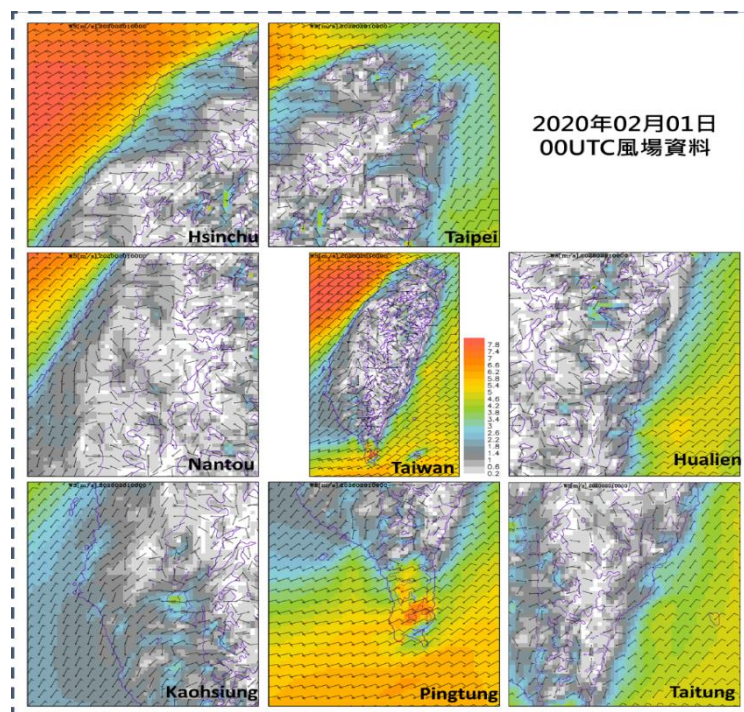 2020年02月01日
00UTC風場資料
Hsinchu
Taipei
Nantou
Taiwan
7.8
7.4
7
6.6
6.2
5.8
5.4
5
4.6
4.2
3.8
3.4
3
2.6
2.2
1.8
1.4
1
0.6
0.2
Hualien
Kaohsiung
Pingtung
Taitung